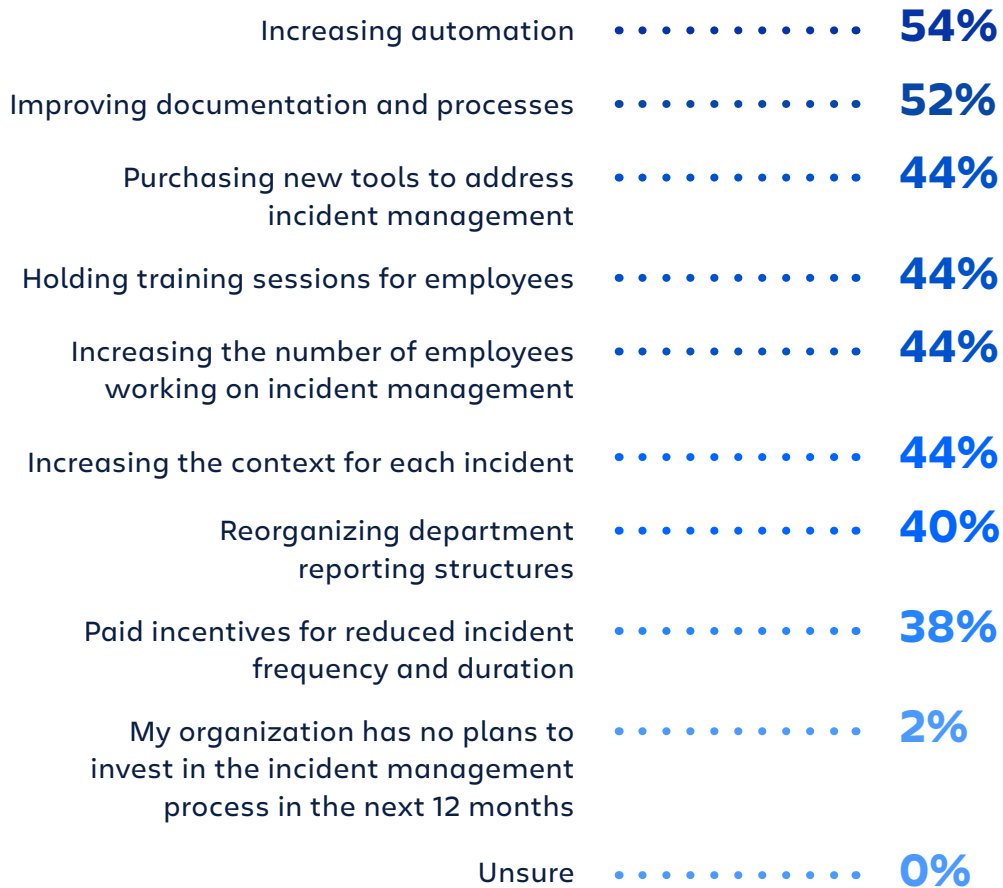 Increasing automation 54%
Improving documentation and processes 52%
Purchasing new tools to address 44%
incident management
Holding training sessions for employees 44%
Increasing the number of employees 44%
working on incident management
Increasing the context for each incident 44%
Reorganizing department 40%
reporting structures
Paid incentives for reduced incident 38%
frequency and duration
My organization has no plans to 2%
invest in the incident management
process in the next 12 months
Unsure 0%